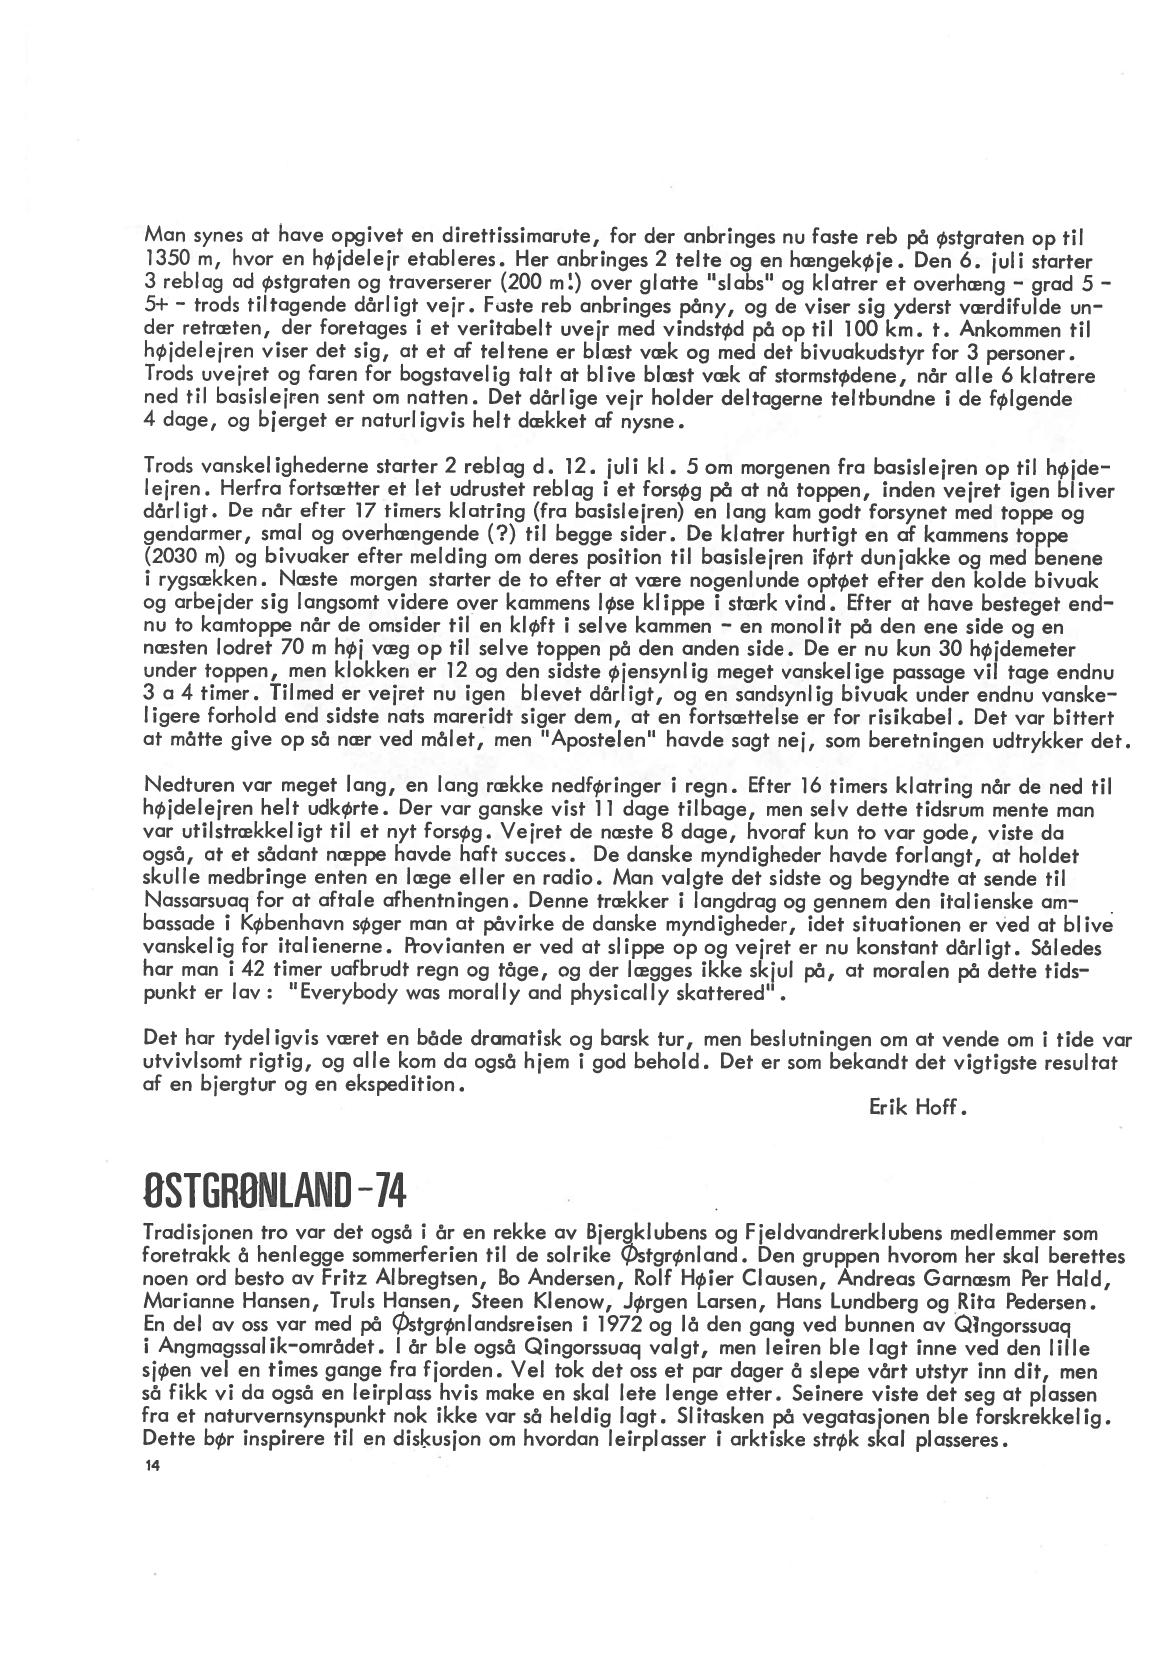 Man synes at have opgivet en direttissimarute, for der anbringes nu faste reb på østgraten op til
1350 m, hvor en højdelejr etableres. Her anbringes 2 telte og en hængekøje. Den 6. juli starter
3 reblag ad østgraten og traverserer (200 m!) over glatte "slabs" og klatrer et overhæng - grad 5 -
5+ - trods tiltagende dårligt vejr. Faste reb anbringes påny, og de viser sig yderst værdifulde un-
der retræten, der foretages i et veritabelt uvejr med vindstød på op til 100 km. t. Ankommen til
højdelejren viser det sig, at et af teltene er blæst væk og med det bivuakudstyr for 3 personer.
Trods uvejret og faren for bogstavelig talt at blive blæst væk af stormstødene, når alle 6 klatrere
ned til basislejren sent om natten. Det dårlige vejr holder deltagerne teltbundne i de følgende
4 dage, og bjerget er naturligvis helt dækket af nysne.
Trods vanskelighederne starter 2 reblag d. 12. juli kl. 5 om morgenen fra basislejren op til højde-
lejren. Herfra fortsætter et let udrustet reblag i et forsøg på at nå toppen, inden vejret igen bliver
dårligt. De når efter 17 timers klatring (fra basislejren) en lang kam godt forsynet med toppe og
gendarmer, smal og overhængende (?) til begge sider. De klatrer hurtigt en af kammens toppe
(2030 m) og bivuaker efter melding om deres position til basislejren iført dunjakke og med benene
i rygsækken. Næste morgen starter de to efter at være nogenlunde optøet efter den kolde bivuak
og arbejder sig langsomt videre over kammens løse klippe i stærk vind. Efter at have besteget end-
nu to kamtoppe når de omsider til en kløft i selve kammen - en monolit på den ene side og en
næsten lodret 70 m høj væg op til selve toppen på den anden side. De er nu kun 30 højdemeter
under toppen, men klokken er 12 og den sidste øjensynlig meget vanskelige passage vil tage endnu
3 a 4 timer. Tilmed er vejret nu igen blevet dårligt, og en sandsynlig bivuak under endnu vanske-
ligere forhold end sidste nats mareridt siger dem, at en fortsættelse er for risikabel. Det var bittert
at måtte give op så nær ved målet, men "Apostelen" havde sagt nej, som beretningen udtrykker det.
Nedturen var meget lang, en lang række nedføringer i regn. Efter 16 timers klatring når de ned til
højdelejren helt udkørte. Der var ganske vist 11 dage tilbage, men selv dette tidsrum mente man
var utilstrækkeligt til et nyt forsøg. Vejret de næste 8 dage, hvoraf kun to var gode, viste da
også, at et sådant næppe havde haft succes. De danske myndigheder havde forlangt, at holdet
skulle medbringe enten en læge eller en radio. Man valgte det sidste og begyndte at sende til
Nassarsuaq for at aftale afhentningen. Denne trækker i langdrag og gennem den italienske am-
bassade i København søger man at påvirke de danske myndigheder, idet situationen er ved at blive
vanskelig for italienerne. Provianten er ved at slippe op og vejret er nu konstant dårligt. Således
har man i 42 timer uafbrudt regn og tåge, og der lægges ikke skjul på, at moralen på dette tids-
punkt er lav: "Everybody was morally and physically skattered".
Det har tydeligvis været en både dramatisk og barsk tur, men beslutningen om at vende om i tide var
utvivlsomt rigtig, og alle kom da også hjem i god behold. Det er som bekandt det vigtigste resultat
af en bjergtur og en ekspedition.
Erik Hoff.
ØSTGRØNLAND-74
Tradisjonen tro var det også i år en rekke av Bjergklubens og Fjeldvandrerklubens medlemmer som
foretrakk å henlegge sommerferien til de solrike Østgrønland. Den gruppen hvorom her skal berettes
noen ord besto av Fritz Albregtsen, Bo Andersen, Rolf Høier Clausen, Andreas Garnæsm Per Hald,
Marianne Hansen, Truls Hansen, Steen Klenow, Jørgen Larsen, Hans Lundberg og Rita Pedersen.
En del av oss var med på Østgrønlandsreisen i 1972 og lå den gang ved bunnen av Qingorssuaq
i Angmagssalik-området. I år ble også Qingorssuaq valgt, men leiren ble lagt inne ved den lille
sjøen vel en times gange fra fjorden. Vel tok det oss et par dager å slepe vårt utstyr inn dit, men
så fikk vi da også en leirplass hvis make en skal lete lenge etter. Seinere viste det seg at plassen
fra et naturvernsynspunkt nok ikke var så heldig lagt. Slitasken på vegatasjonen ble forskrekkelig.
Dette bør inspirere til en diskusjon om hvordan leirplasser i arktiske strøk skal plasseres.
14